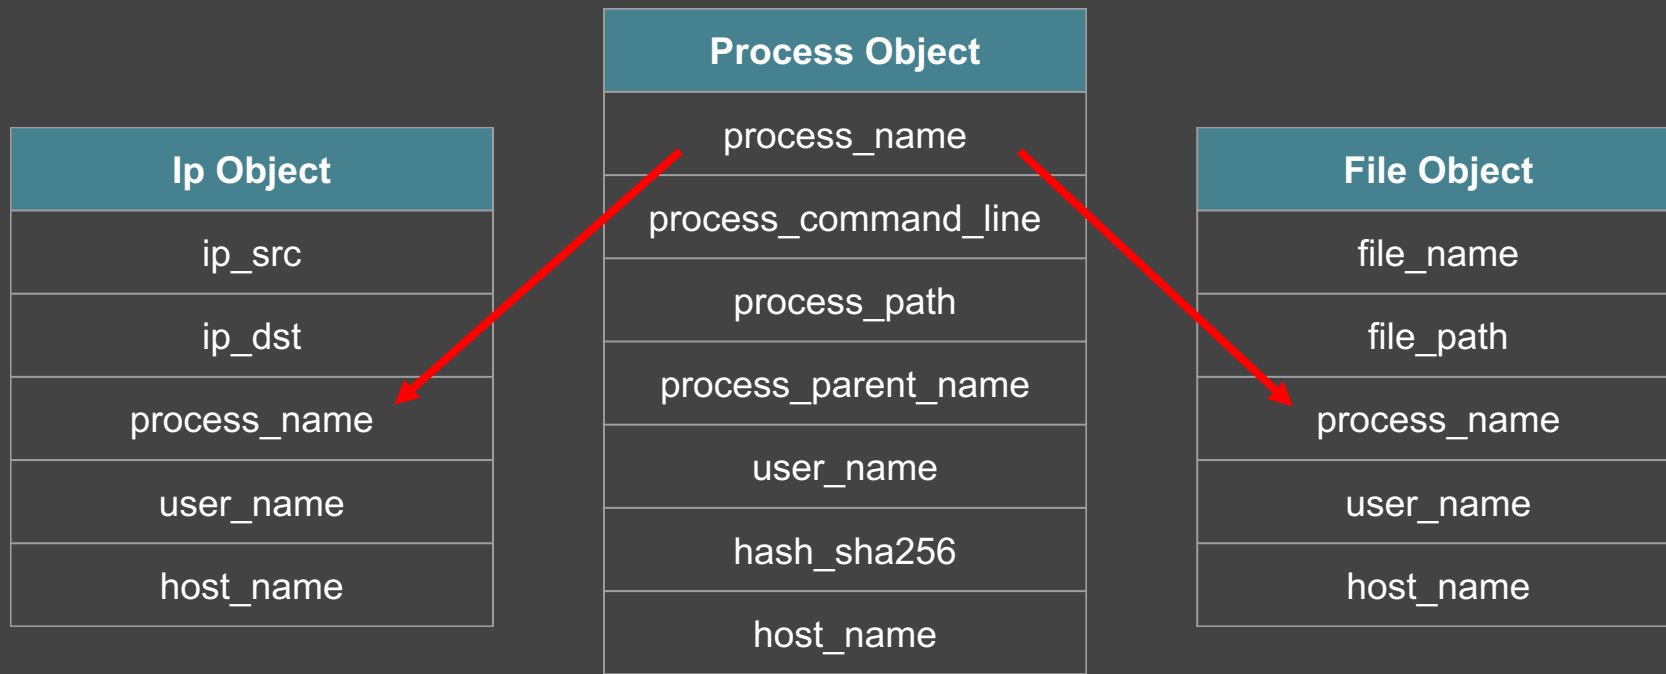 Ip Object
ip_src
ip_dst
process_name
user_name
host_name
Process Object
process_name
process_command_line
process_path
process_parent_name
user_name
hash_sha256
host_name
File Object
file_name
file_path
process_name
user_name
host_name